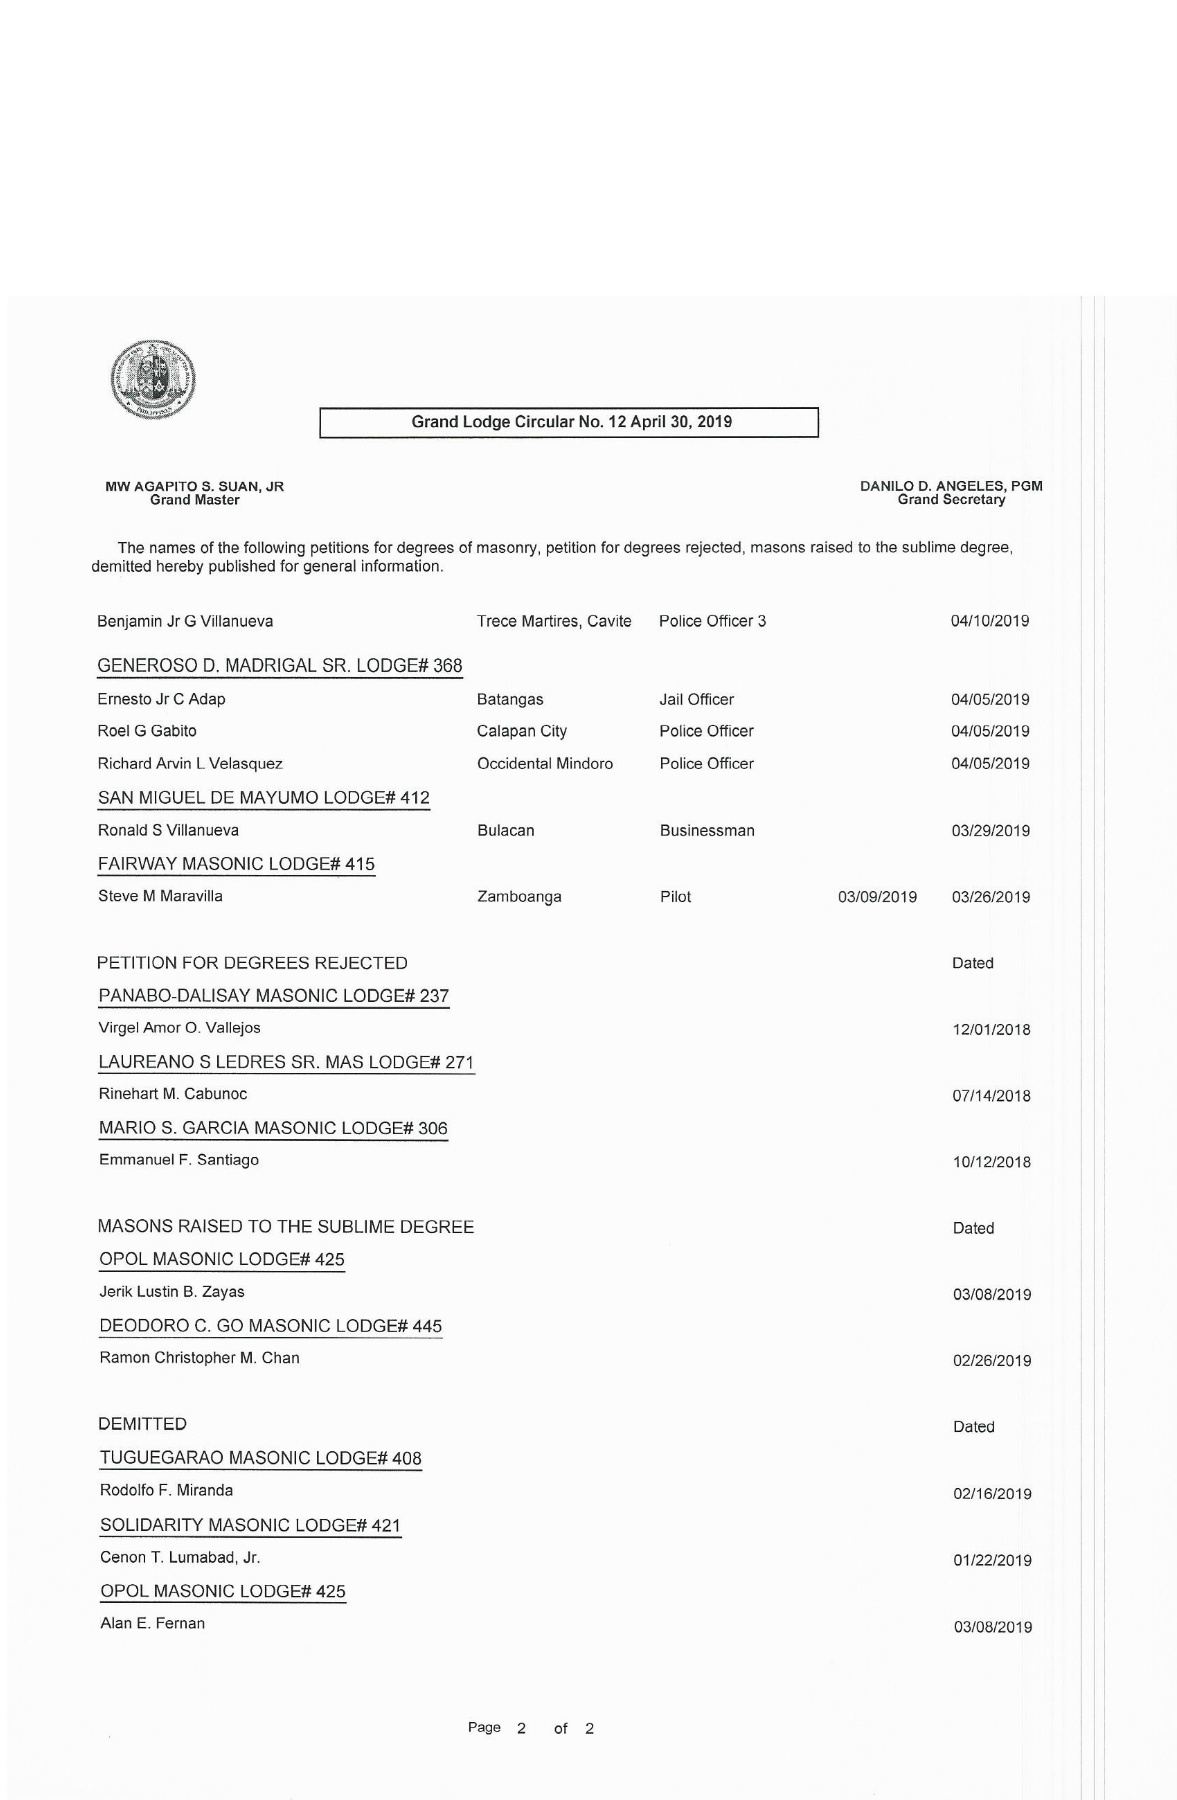 PHILIPPINES
Grand Lodge Circular No. 12 April 30, 2019
MW AGAPITO S. SUAN, JR
Grand Master
DANILO D. ANGELES, PGM
Grand Secretary
The names of the following petitions for degrees of masonry, petition for degrees rejected, masons raised to the sublime degree,
demitted hereby published for general information.
Benjamin Jr G Villanueva Trece Martires, Cavite Police Officer 3 04/10/2019
GENEROSO D. MADRIGAL SR. LODGE# 368
Ernesto Jr C Adap Batangas Jail Officer 04/05/2019
Roel G Gabito Calapan City Police Officer 04/05/2019
Richard Arvin L Velasquez Occidental Mindoro Police Officer 04/05/2019
SAN MIGUEL DE MAYUMO LODGE# 412
Ronald S Villanueva Bulacan Businessman 03/29/2019
FAIRWAY MASONIC LODGE# 415
Steve M Maravilla Zamboanga Pilot 03/09/2019 03/26/2019
PETITION FOR DEGREES REJECTED Dated
PANABO-DALISAY MASONIC LODGE# 237
Virgel Amor O. Vallejos 12/01/2018
LAUREANO S LEDRES SR. MAS LODGE# 271
Rinehart M. Cabunoc 07/14/2018
MARIO S. GARCIA MASONIC LODGE# 306
Emmanuel F. Santiago 10/12/2018
MASONS RAISED TO THE SUBLIME DEGREE Dated
OPOL MASONIC LODGE# 425
Jerik Lustin B. Zayas 03/08/2019
DEODORO C. GO MASONIC LODGE# 445
Ramon Christopher M. Chan 02/26/2019
DEMITTED Dated
TUGUEGARAO MASONIC LODGE# 408
Rodolfo F. Miranda 02/16/2019
SOLIDARITY MASONIC LODGE# 421
Cenon T. Lumabad, Jr. 01/22/2019
OPOL MASONIC LODGE# 425
Alan E. Fernan 03/08/2019
Page 2 of 2